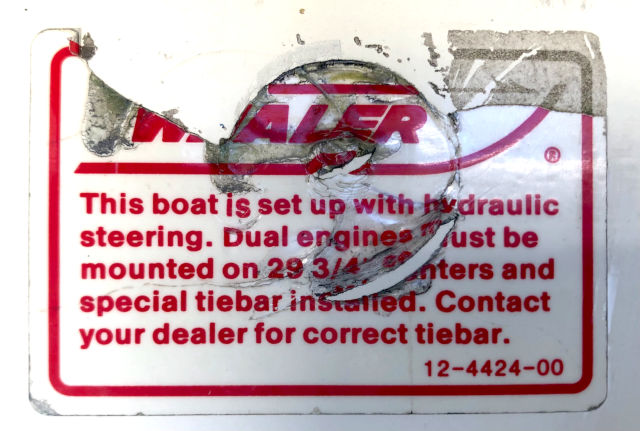 WHALER
®
This boat is set up with hydraulic
steering. Dual engines must be
mounted on 29 3/4" centers and
special tiebar installed. Contact
your dealer for correct tiebar.
12-4424-00